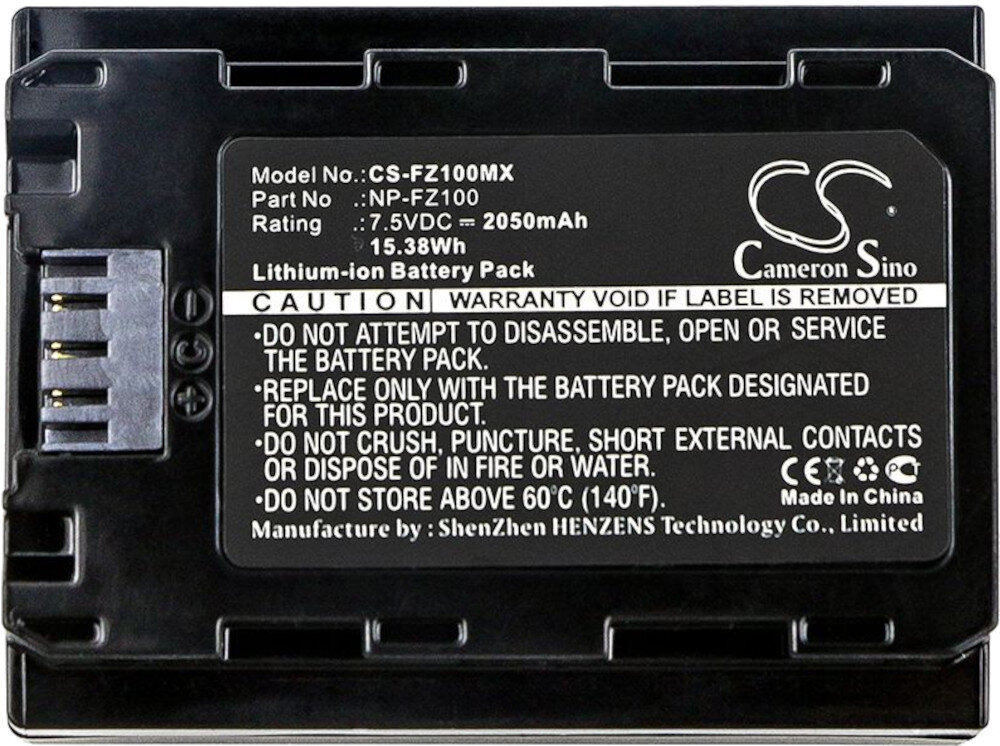 Model No.:CS-FZ100MX
Part No .:NP-FZ100
Rating .:7.5VDC ⎓ 2050mAh
15.38Wh
Lithium-ion Battery Pack
CS
Cameron Sino
CAUTION WARRANTY VOID IF LABEL IS REMOVED
•DO NOT ATTEMPT TO DISASSEMBLE, OPEN OR SERVICE
THE BATTERY PACK.
•REPLACE ONLY WITH THE BATTERY PACK DESIGNATED
FOR THIS PRODUCT.
•DO NOT CRUSH, PUNCTURE, SHORT EXTERNAL CONTACTS
OR DISPOSE OF IN FIRE OR WATER.
•DO NOT STORE ABOVE 60°C (140°F).
CE
Made In China
Manufacture by : ShenZhen HENZENS Technology Co., Limited
−
C
+